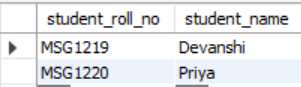 student_roll_no student_name
MSG1219 Devanshi
MSG1220 Priya